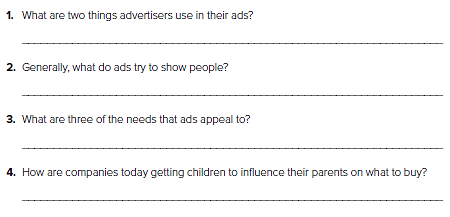 1. What are two things advertisers use in their ads?
2. Generally, what do ads try to show people?
3. What are three of the needs that ads appeal to?
4. How are companies today getting children to influence their parents on what to buy?